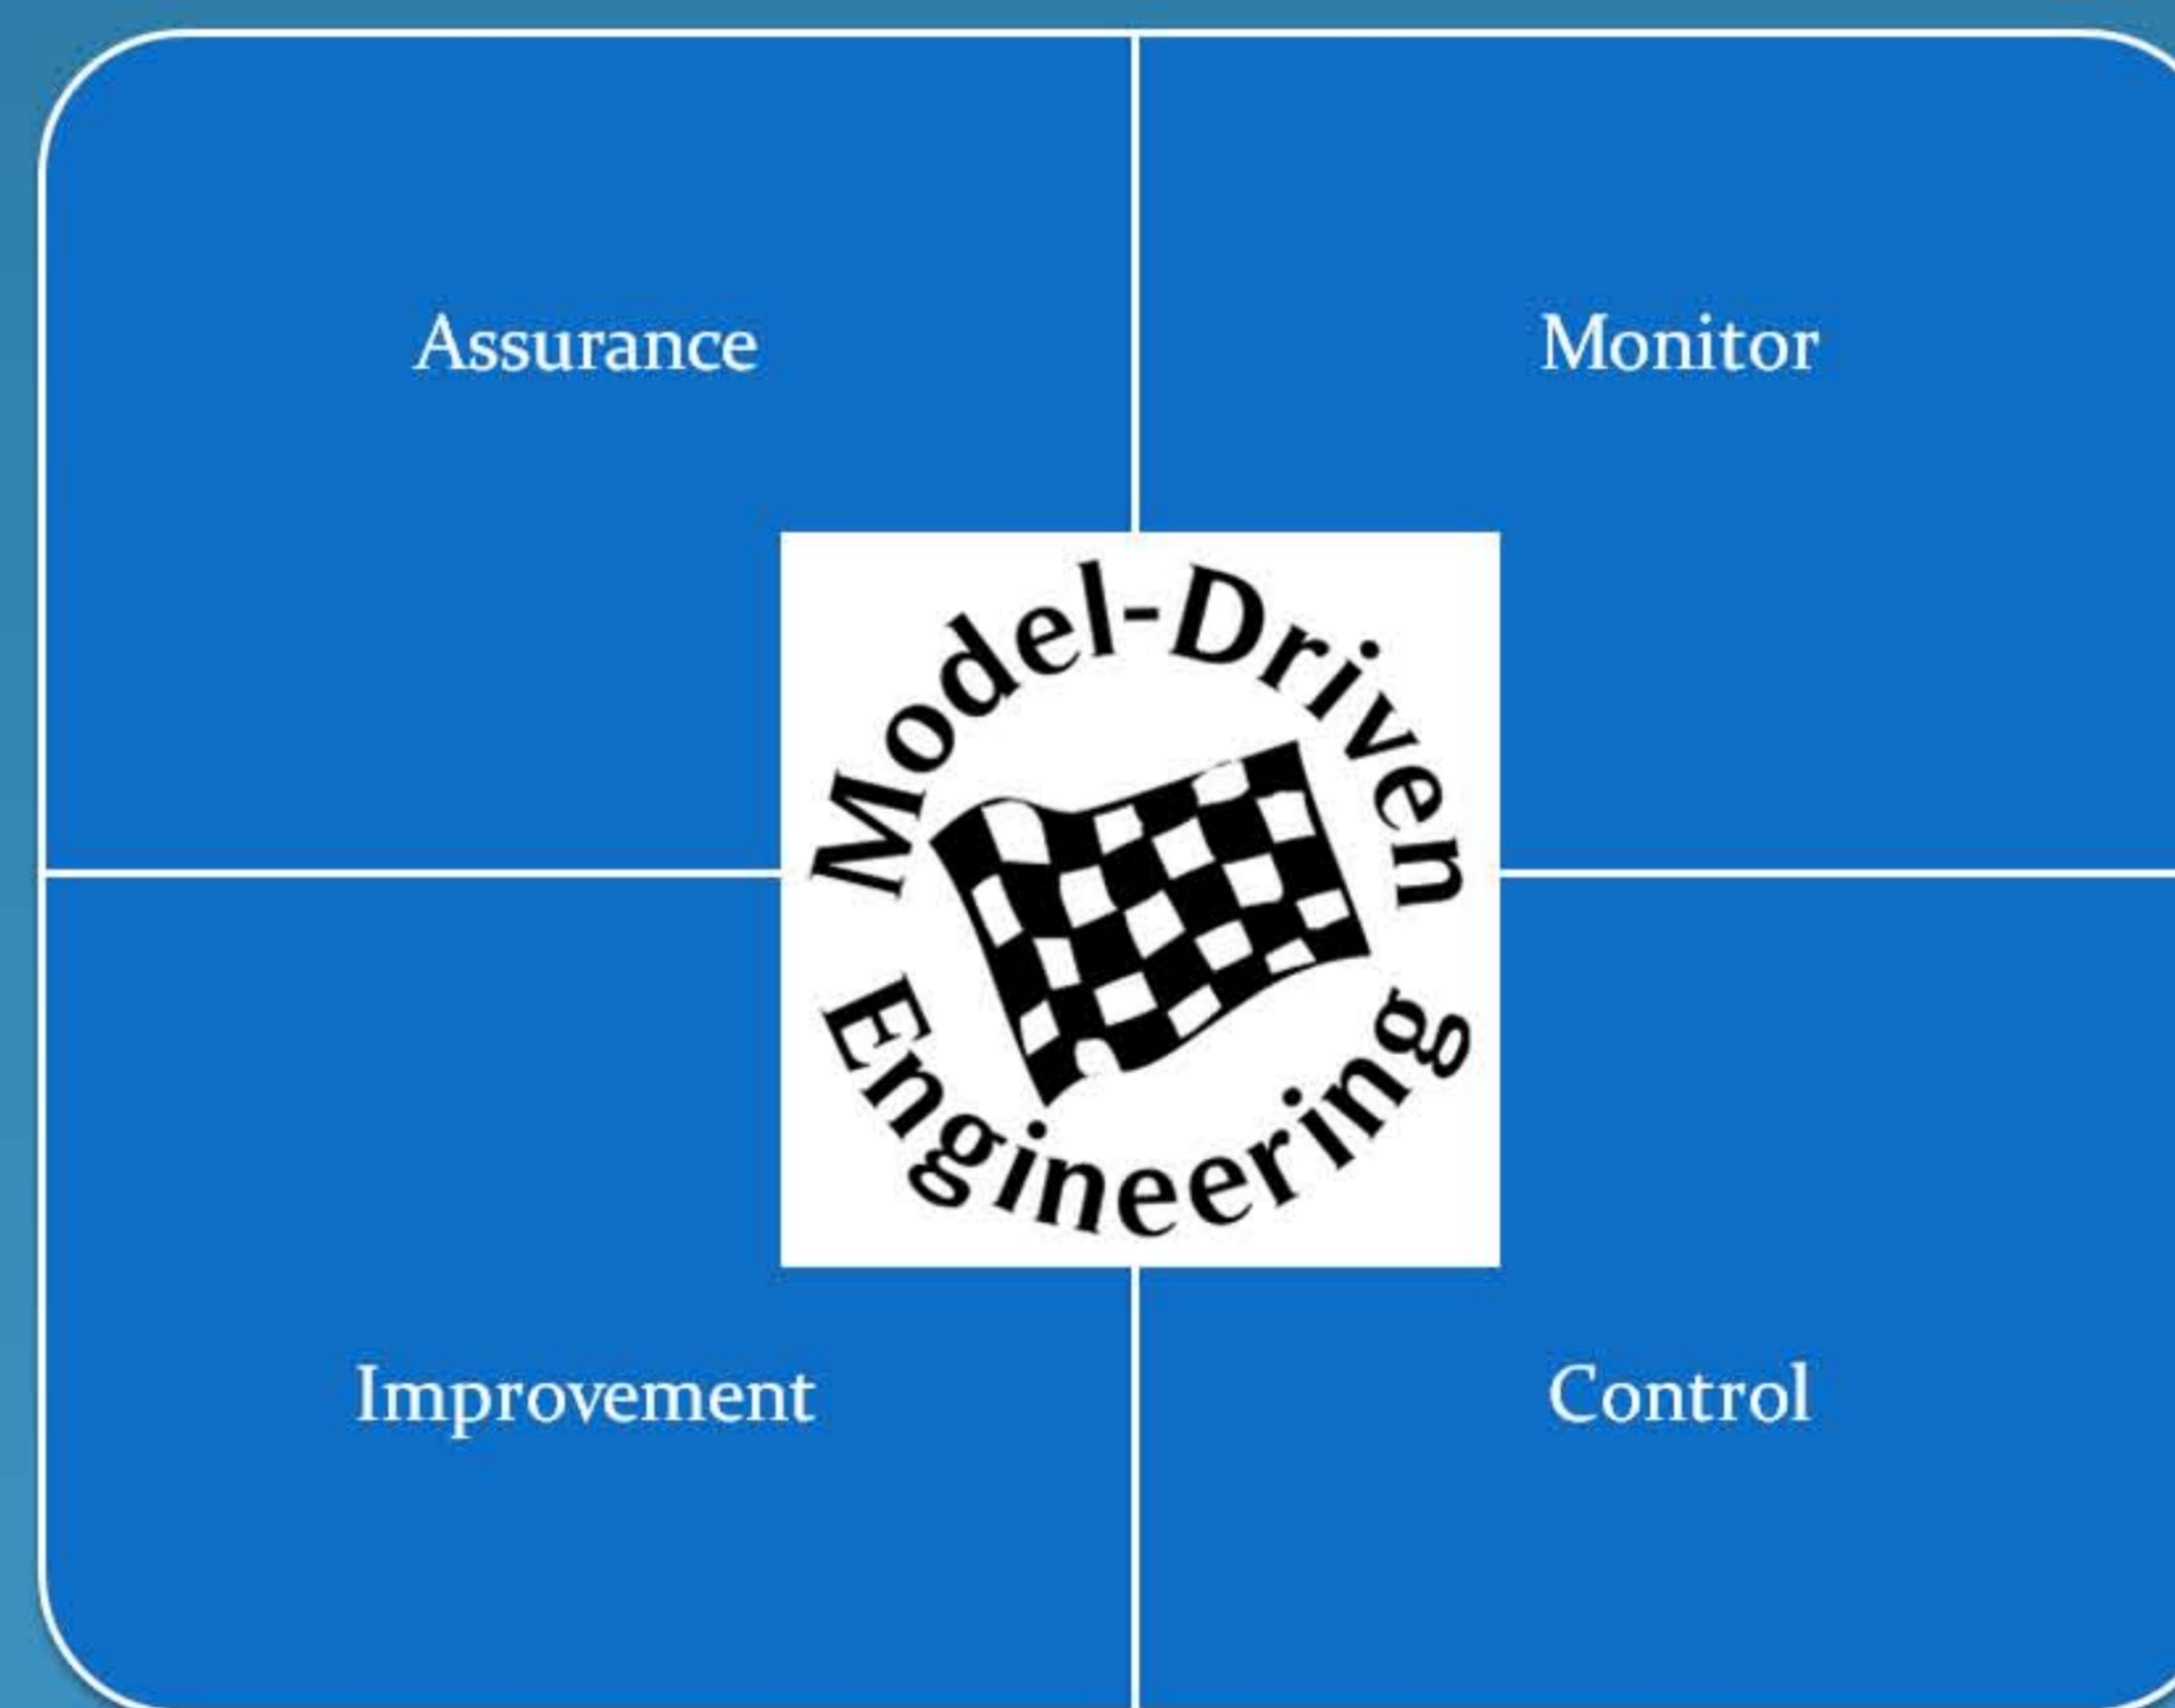 Assurance
Monitor
Model-Driven
Engineering
Improvement
Control